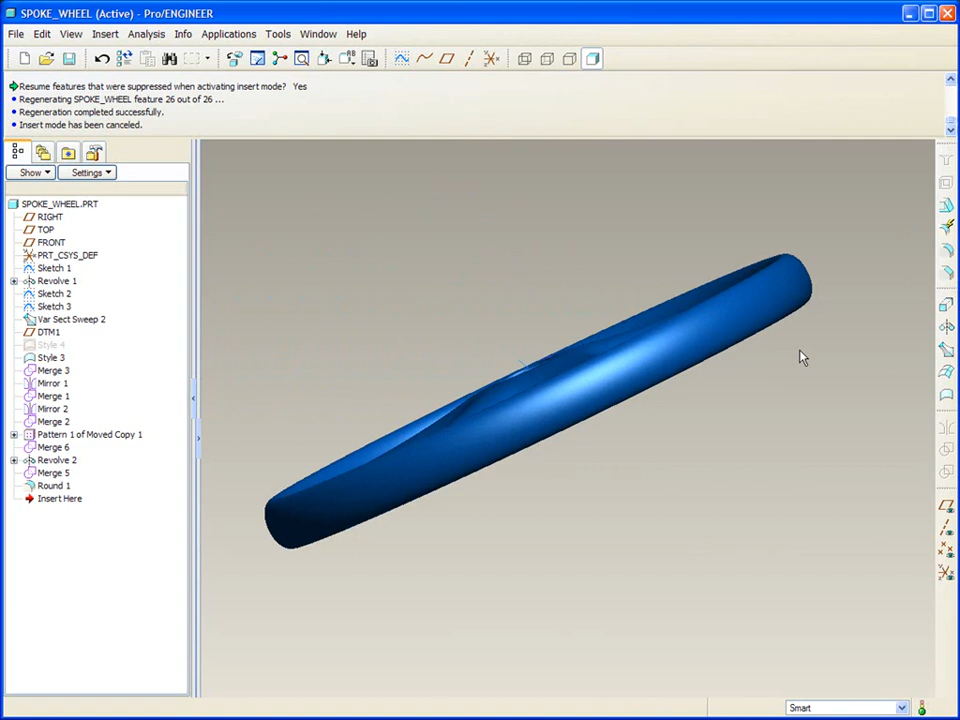 SPOKE_WHEEL (Active) - Pro/ENGINEER
File Edit View Insert Analysis Info Applications Tools Window Help
Resume features that were suppressed when activating insert mode? Yes
Regenerating SPOKE_WHEEL feature 26 out of 26 ...
Regeneration completed successfully.
Insert mode has been canceled.
Show Settings
SPOKE_WHEEL.PRT
RIGHT
TOP
FRONT
PRT_CSYS_DEF
Sketch 1
Revolve 1
Sketch 2
Sketch 3
Var Sect Sweep 2
DTM1
Style 4
Style 3
Merge 3
Mirror 1
Merge 1
Mirror 2
Merge 2
Pattern 1 of Moved Copy 1
Merge 6
Revolve 2
Merge 5
Round 1
Insert Here
Smart